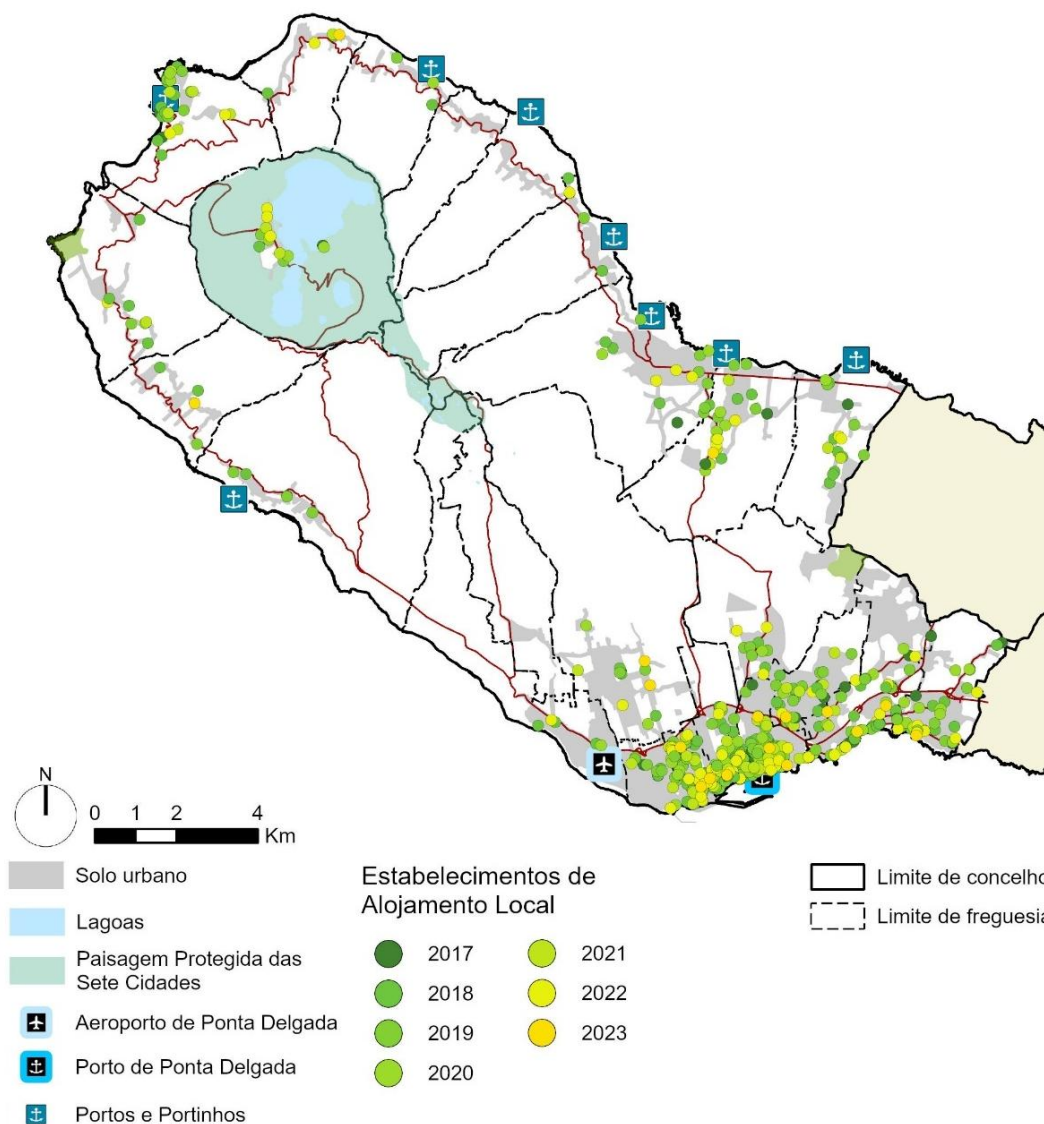 N
0 1 2 4
Km
Solo urbano
Lagoas
Paisagem Protegida das
Sete Cidades
Aeroporto de Ponta Delgada
Porto de Ponta Delgada
Portos e Portinhos
Estabelecimentos de
Alojamento Local
2017
2018
2019
2020
2021
2022
2023
Limite de concelho
Limite de freguesia